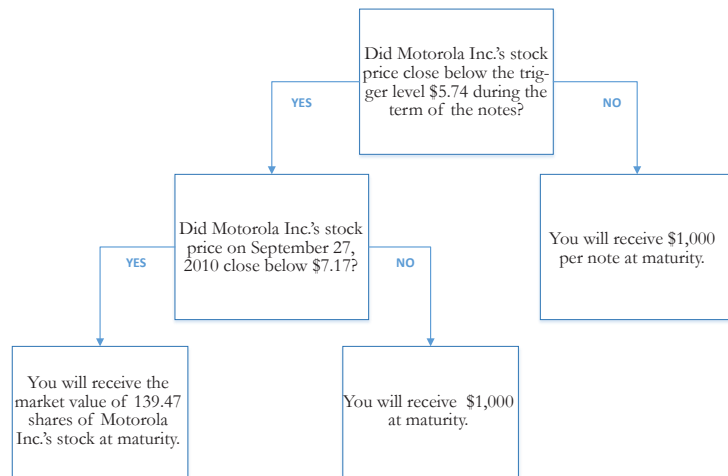 Did Motorola Inc.'s stock
price close below the trig-
ger level $5.74 during the
term of the notes?
YES
NO
Did Motorola Inc.'s stock
price on September 27,
2010 close below $7.17?
You will receive $1,000
per note at maturity.
YES
NO
You will receive the
market value of 139.47
shares of Motorola
Inc.'s stock at maturity.
You will receive $1,000
at maturity.